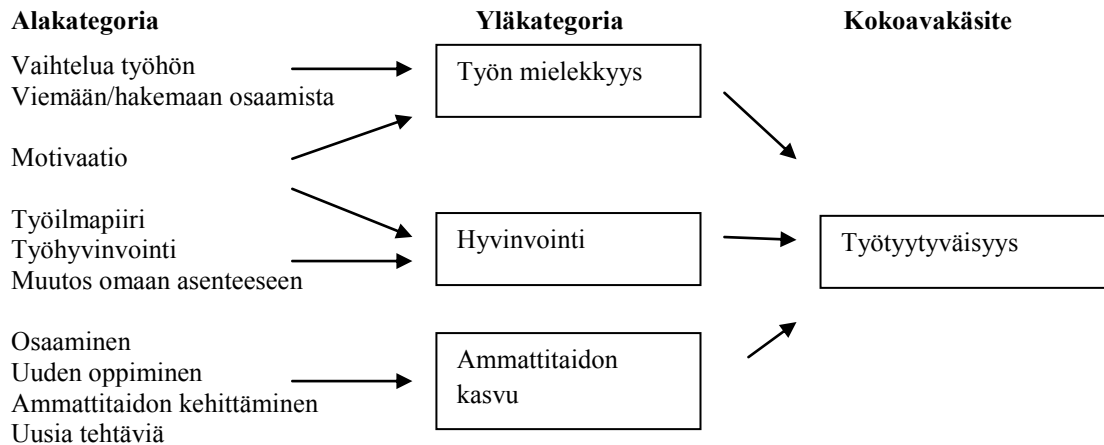 Alakategoria Yläkategoria Kokoavakäsite
Vaihtelua työhön
Viemään/hakemaan osaamista
Työn mielekkyys
Motivaatio
Työilmapiiri
Työhyvinvointi
Muutos omaan asenteeseen
Hyvinvointi
Työtyytyväisyys
Osaaminen
Uuden oppiminen
Ammattitaidon kehittäminen
Uusia tehtäviä
Ammattitaidon
kasvu